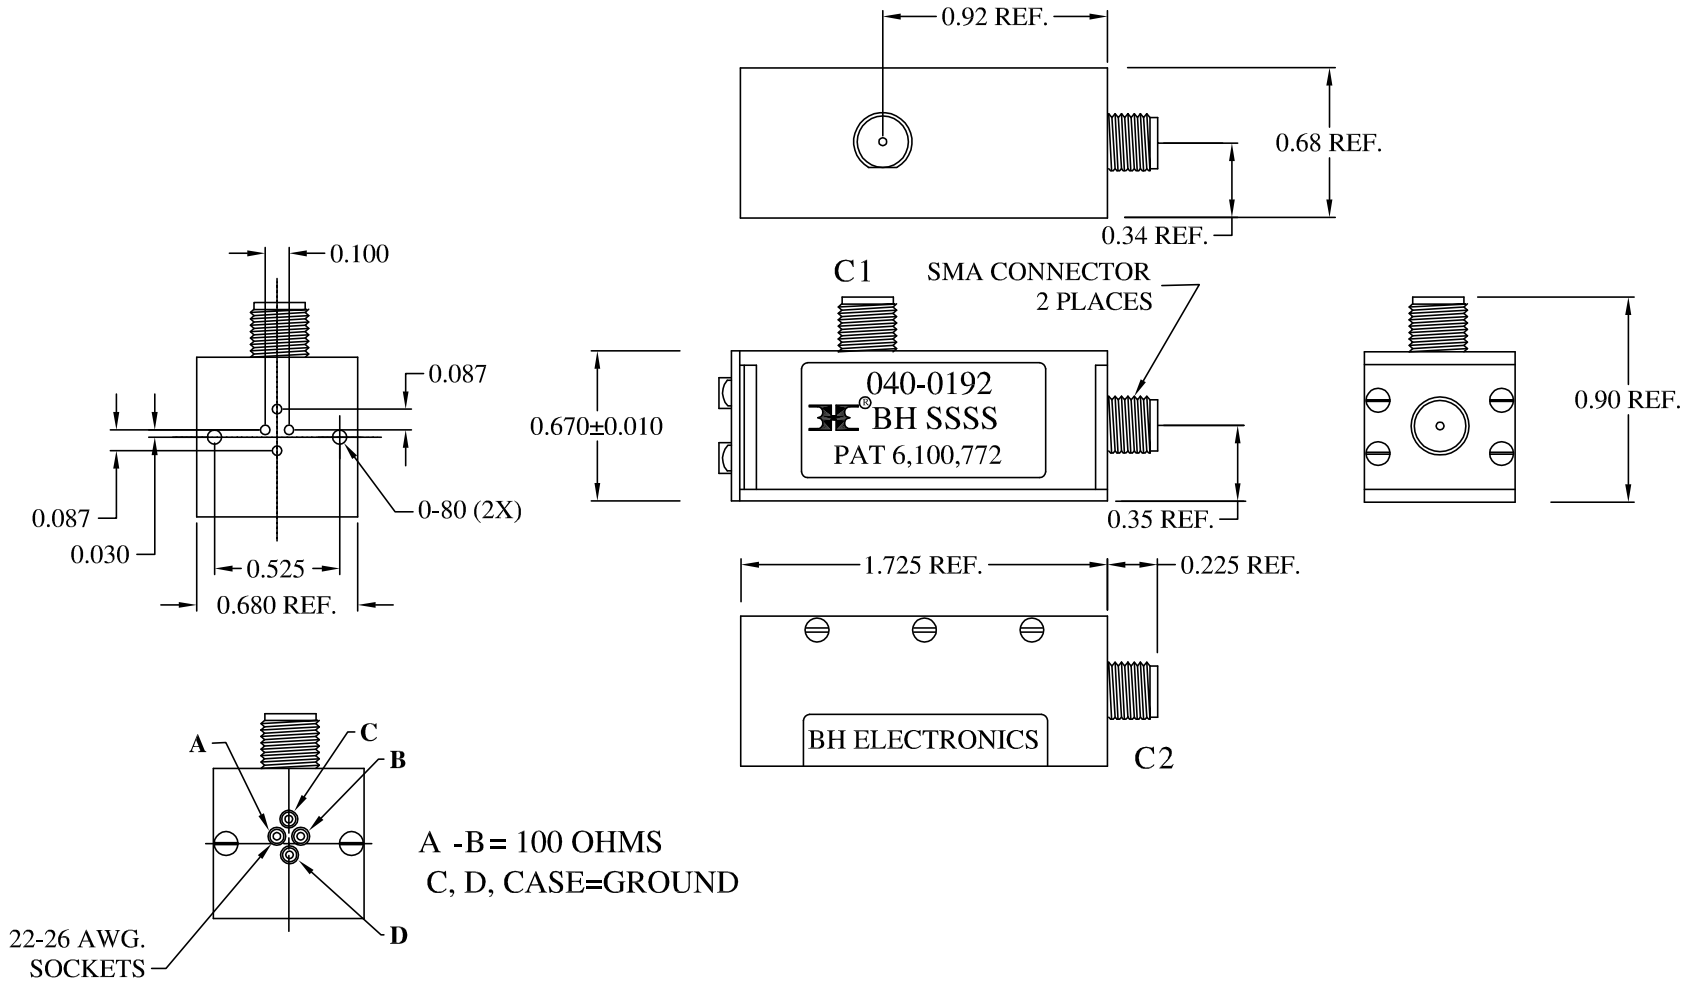 0.92 REF.
0.68 REF.
0.34 REF.
0.100
C1
SMA CONNECTOR
2 PLACES
0.087
040-0192
®
BH SSSS
PAT 6,100,772
0.670±0.010
0.90 REF.
0-80 (2X)
0.087
0.35 REF.
0.030
0.525
1.725 REF.
0.225 REF.
0.680 REF.
BH ELECTRONICS
C2
A
C
B
A -B= 100 OHMS
C, D, CASE=GROUND
D
22-26 AWG.
SOCKETS